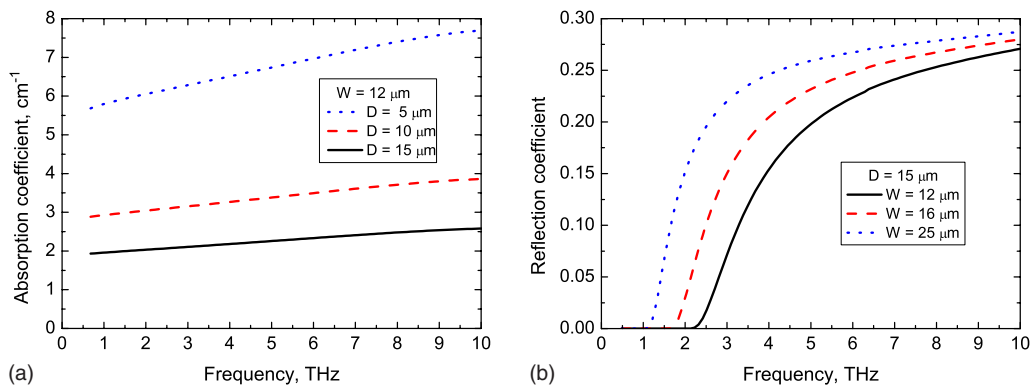 8
7
6
5
4
3
2
1
0
Absorption coefficient, cm⁻¹
W = 12 μm
D = 5 μm
D = 10 μm
D = 15 μm
0 1 2 3 4 5 6 7 8 9 10
Frequency, THz
(a)
0.30
0.25
0.20
0.15
0.10
0.05
0.00
Reflection coefficient
D = 15 μm
W = 12 μm
W = 16 μm
W = 25 μm
0 1 2 3 4 5 6 7 8 9 10
Frequency, THz
(b)